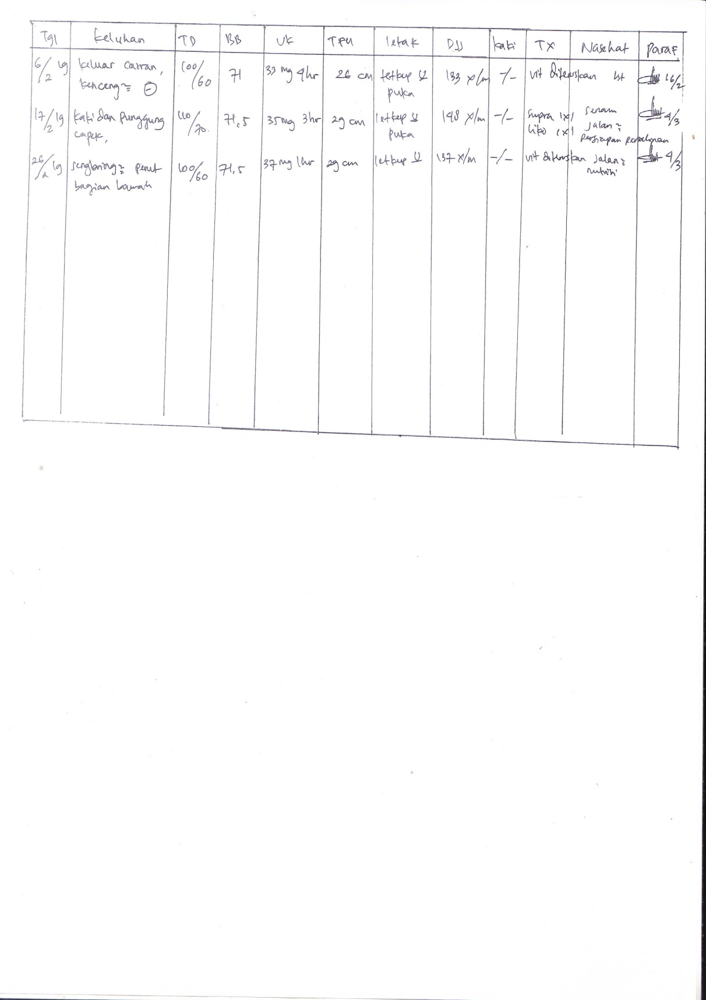 Tgl Keluhan TD BB UK TFU letak DJJ kaki TX Nasehat Paraf
6/2 19 keluar cairan, 100/60 71 33 mg 4hr 26 cm letkep U 133 x/m -/- vit diteruskan ist 16/2
kenceng² ⊖ puka
17/2 19 kaki dan punggung 110/70 71,5 35 mg 3hr 29 cm letkep U 148 x/m -/- supra 1x1 senam 4/3
capek, puka liko 1x1 jalan²
persiapan persalinan
26/2 19 sengkring² perut 100/60 71,5 37 mg 1hr 29 cm letkep U 137 x/m -/- vit diteruskan jalan² 4/3
bagian bawah nutrisi